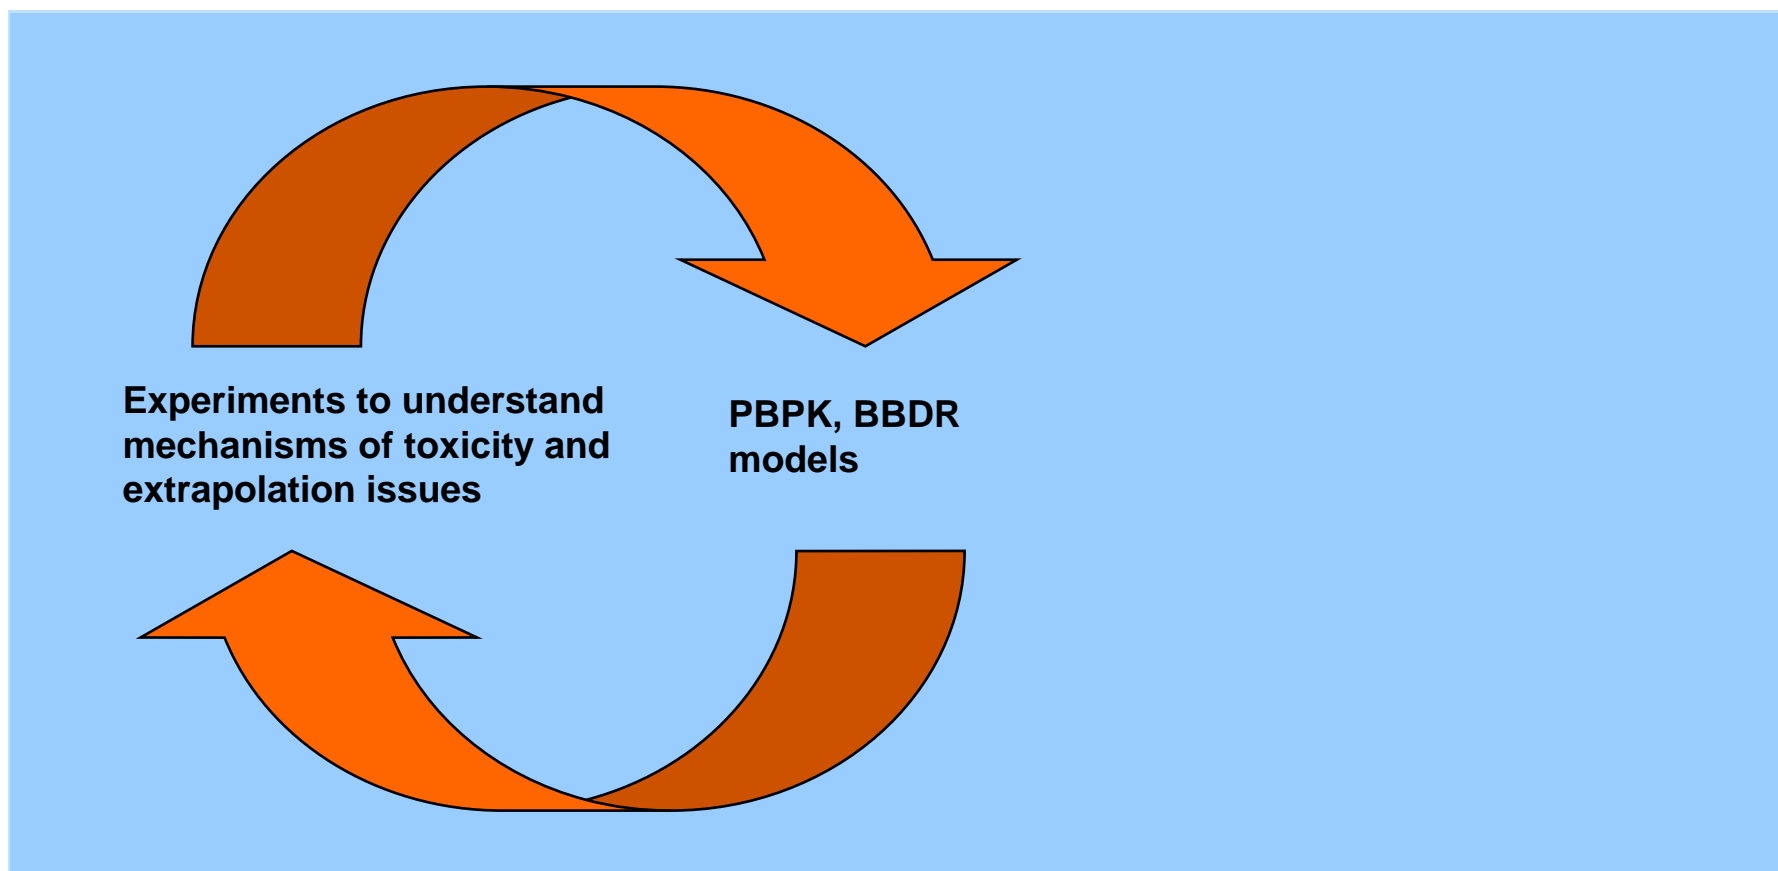 Experiments to understand
mechanisms of toxicity and
extrapolation issues
PBPK, BBDR
models